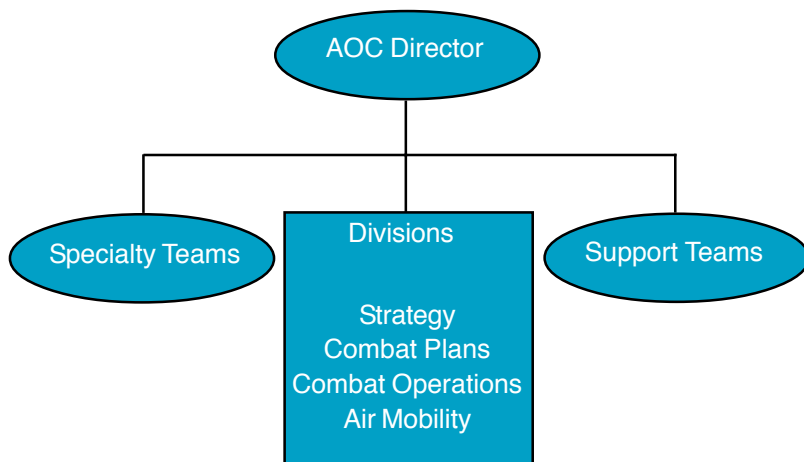 AOC Director
Specialty Teams
Divisions
Strategy
Combat Plans
Combat Operations
Air Mobility
Support Teams